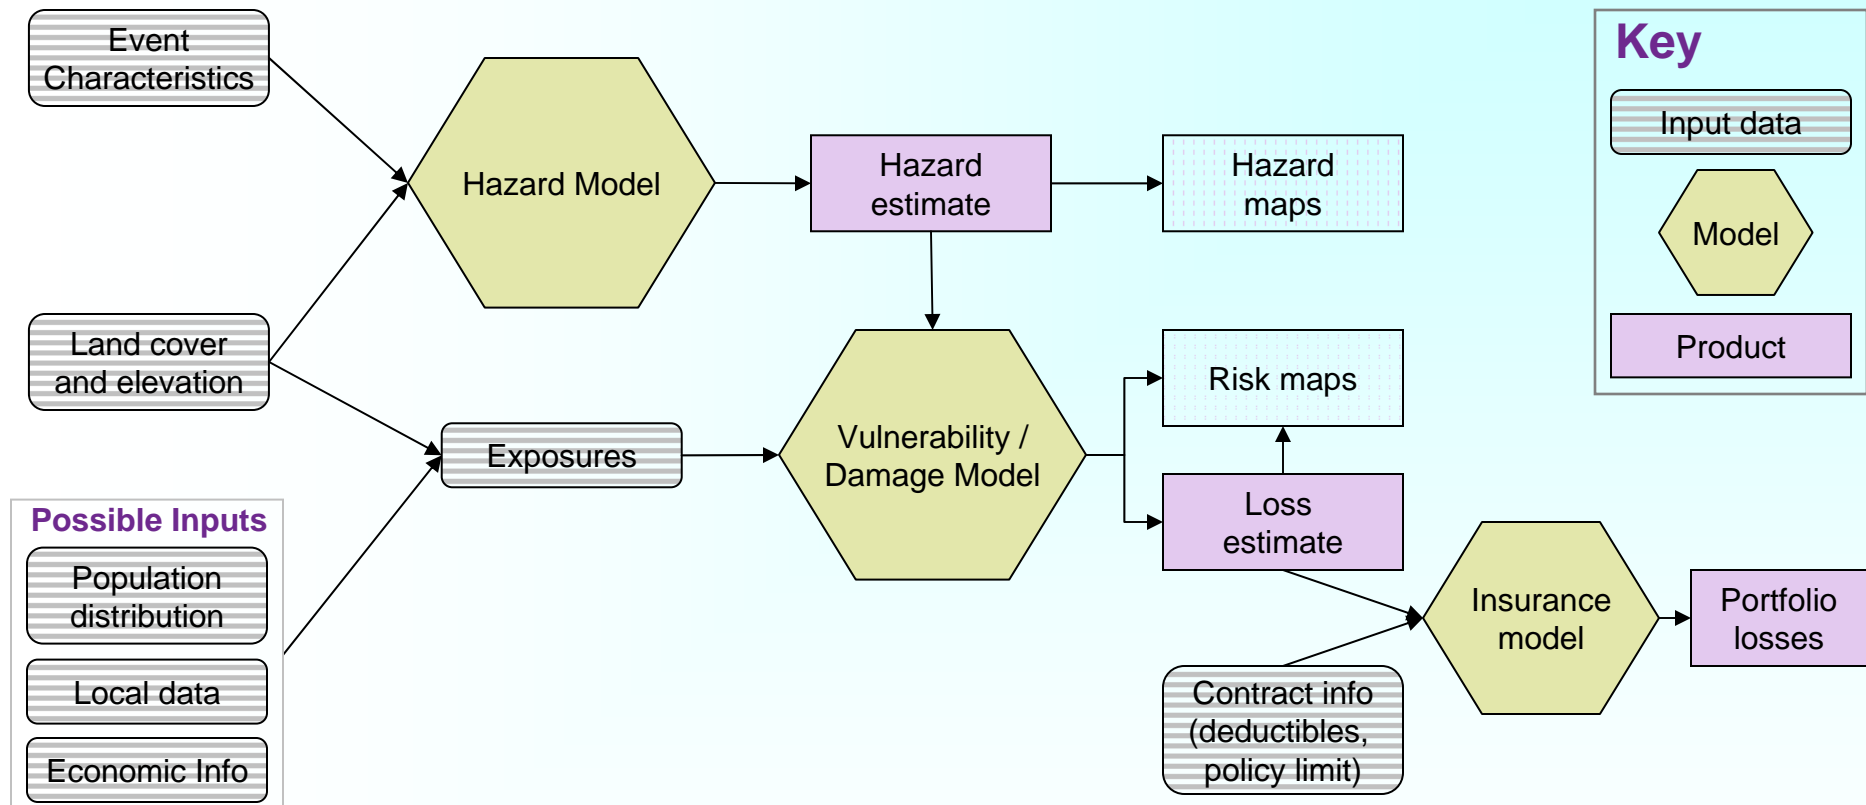 Event
Characteristics
Hazard Model
Hazard
estimate
Hazard
maps
Key
Input data
Model
Product
Land cover
and elevation
Exposures
Vulnerability /
Damage Model
Risk maps
Loss
estimate
Possible Inputs
Population
distribution
Local data
Economic Info
Contract info
(deductibles,
policy limit)
Insurance
model
Portfolio
losses